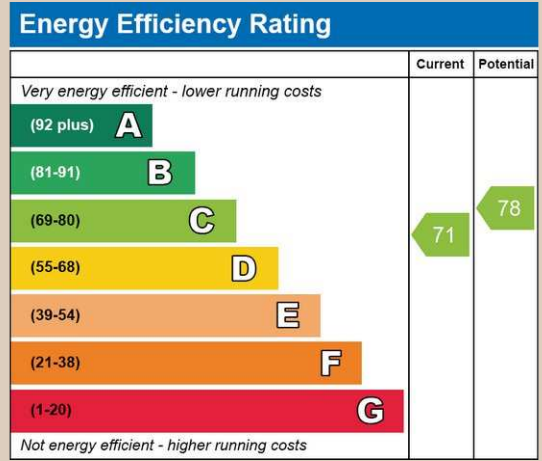 Energy Efficiency Rating
Current Potential
Very energy efficient - lower running costs
(92 plus) A
(81-91) B
(69-80) C
(55-68) D
(39-54) E
(21-38) F
(1-20) G
71
78
Not energy efficient - higher running costs